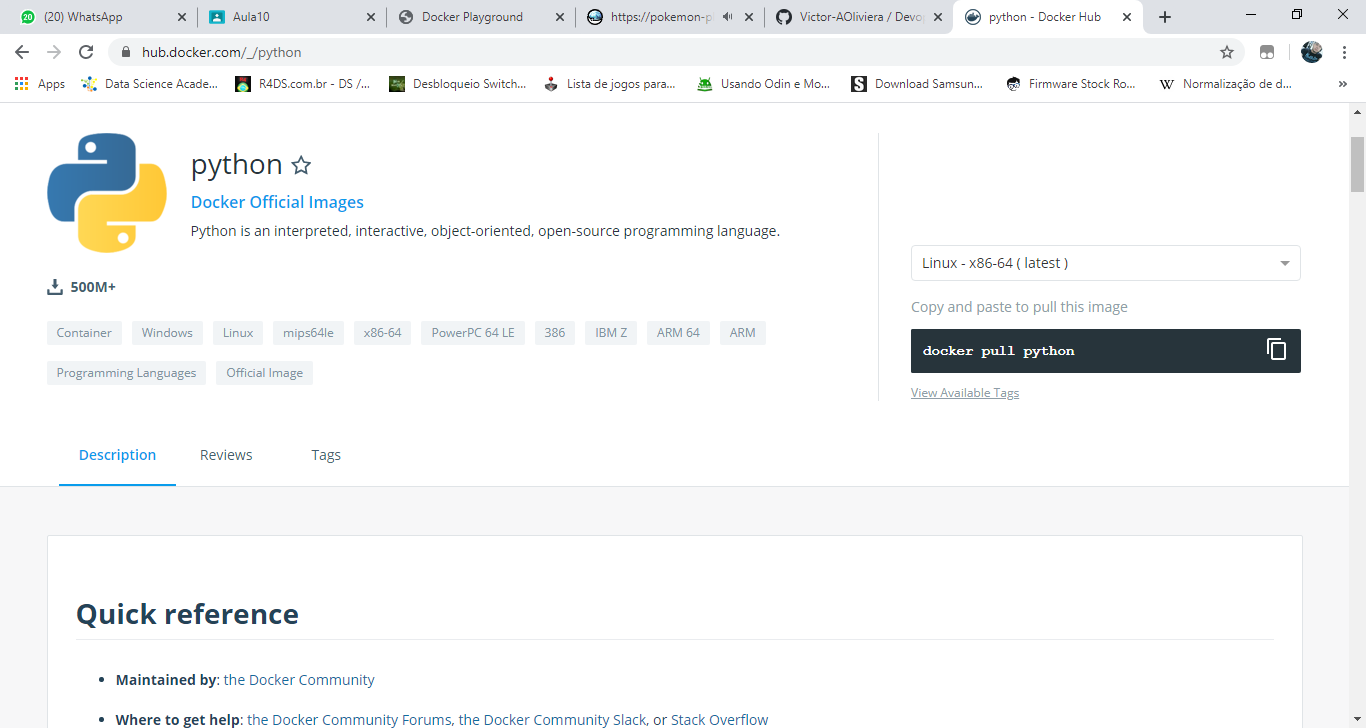 (20) WhatsApp
Aula10
Docker Playground
https://pokemon-p
Victor-AOliviera / Devop
python - Docker Hub
hub.docker.com/_/python
Apps
Data Science Acade...
R4DS.com.br - DS /...
Desbloqueio Switch...
Lista de jogos para...
Usando Odin e Mo...
Download Samsun...
Firmware Stock Ro...
Normalização de d...
python
Docker Official Images
Python is an interpreted, interactive, object-oriented, open-source programming language.
500M+
Container Windows Linux mips64le x86-64 PowerPC 64 LE 386 IBM Z ARM 64 ARM
Programming Languages Official Image
Linux - x86-64 ( latest )
Copy and paste to pull this image
docker pull python
View Available Tags
Description Reviews Tags
Quick reference
• Maintained by: the Docker Community
• Where to get help: the Docker Community Forums, the Docker Community Slack, or Stack Overflow